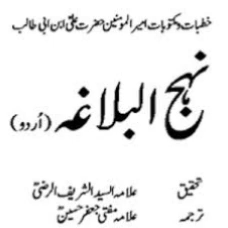 خطبات و مکتوبات امیر المومنین حضرت علی ابن ابی طالب
نہج البلاغہ (اُردو)
تحقیق علامہ السید الشریف الرضیؒ
ترجمہ علامہ مفتی جعفر حسینؒ